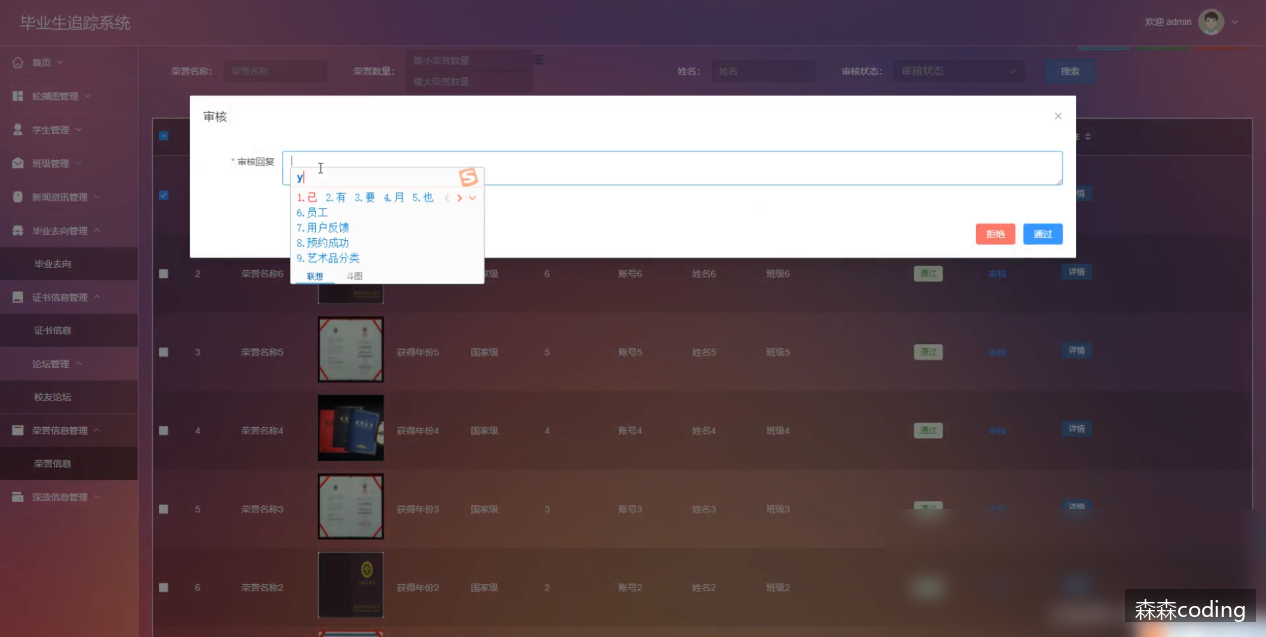 毕业生追踪系统
欢迎 admin
首页
轮播图管理
学生管理
班级管理
新闻资讯管理
毕业去向管理
毕业去向
证书信息管理
证书信息
论坛管理
校友论坛
荣誉信息管理
荣誉信息
深造信息管理
荣誉名称: 荣誉名称 荣誉数量: 最小荣誉数量 至 最大荣誉数量 姓名: 姓名 审核状态: 审核状态 搜索
审核 ×
* 审核回复
y
1.已 2.有 3.要 4.月 5.也
6.员工
7.用户反馈
8.预约成功
9.艺术品分类
联想 斗图
拒绝 通过
2 荣誉名称6 6 账号6 姓名6 班级6 通过 审核 详情
3 荣誉名称5 获得年份5 国家级 5 账号5 姓名5 班级5 通过 审核 详情
4 荣誉名称4 获得年份4 国家级 4 账号4 姓名4 班级4 通过 审核 详情
5 荣誉名称3 获得年份3 国家级 3 账号3 姓名3 班级3 通过 详情
6 荣誉名称2 获得年份2 国家级 2 账号2 姓名2 班级2
森森coding